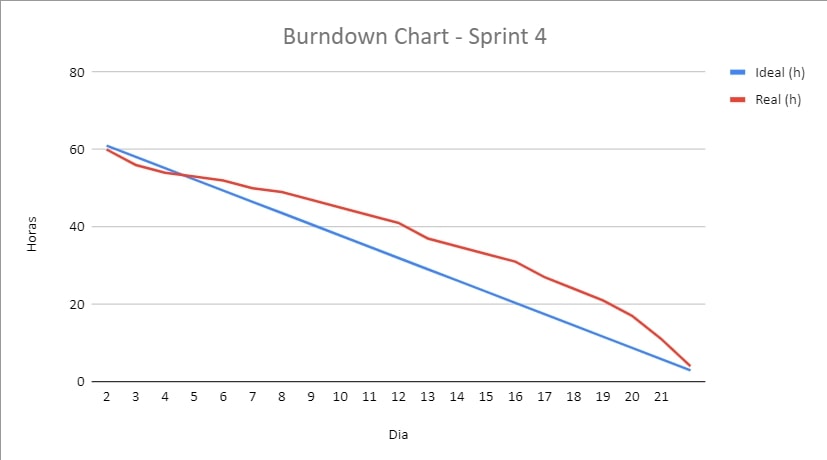 Burndown Chart - Sprint 4
80
60
40
20
0
Horas
2 3 4 5 6 7 8 9 10 11 12 13 14 15 16 17 18 19 20 21
Dia
Ideal (h)
Real (h)